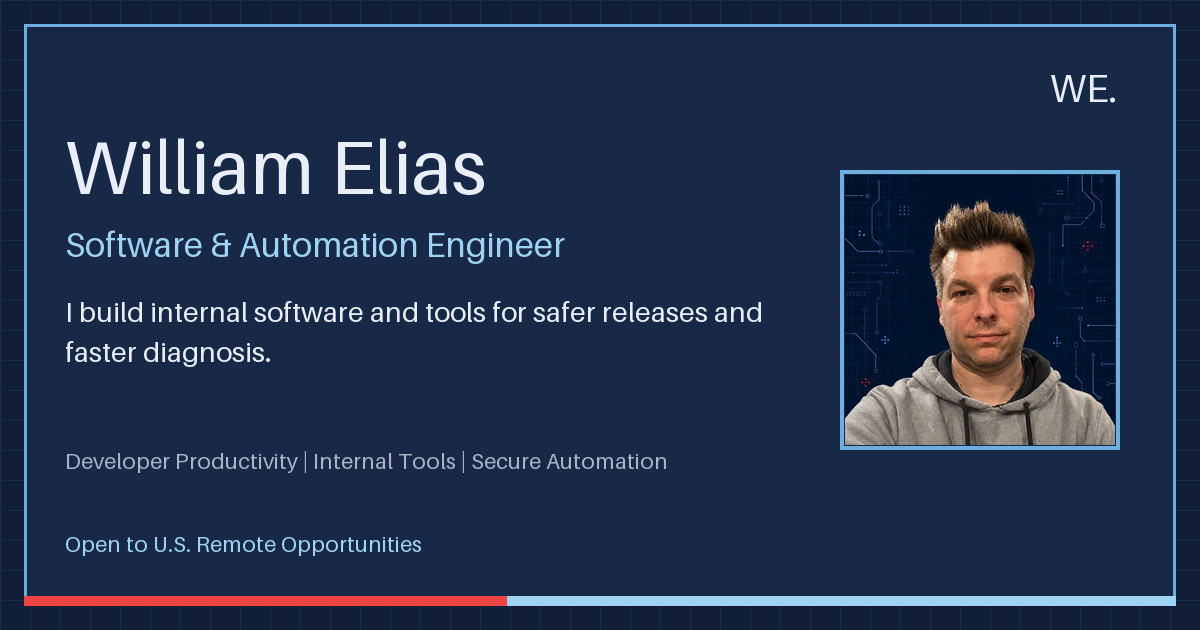 WE.
William Elias
Software & Automation Engineer
I build internal software and tools for safer releases and
faster diagnosis.
Developer Productivity | Internal Tools | Secure Automation
Open to U.S. Remote Opportunities